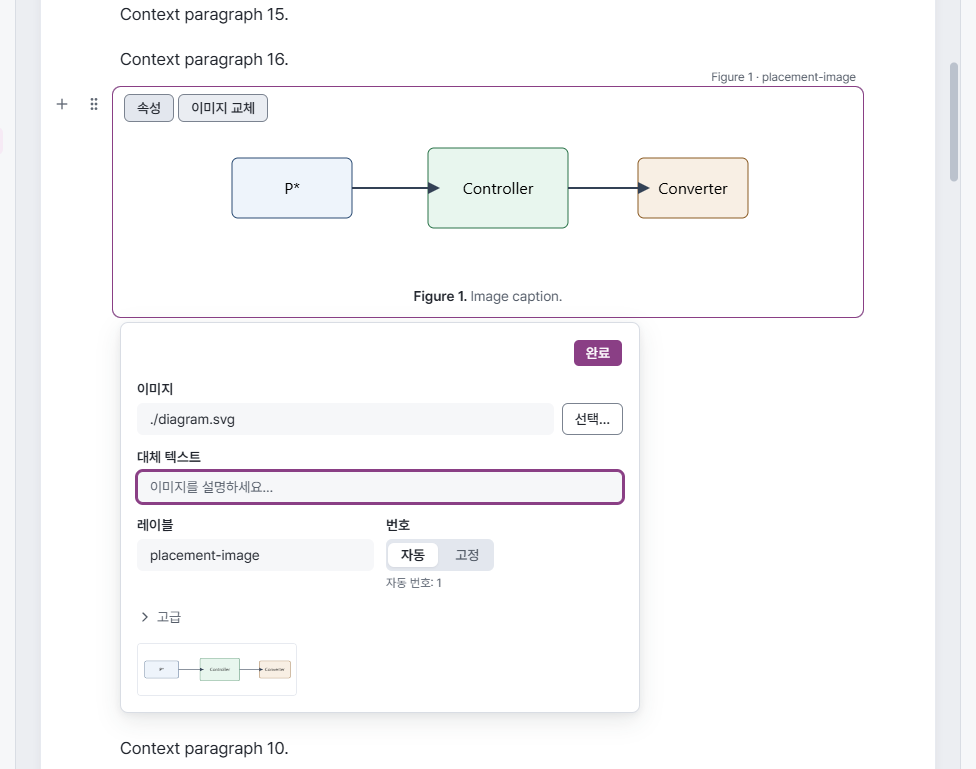 Context paragraph 15.
Context paragraph 16.
Figure 1 · placement-image
속성 이미지 교체
P* Controller Converter
Figure 1. Image caption.
완료
이미지
./diagram.svg 선택...
대체 텍스트
이미지를 설명하세요...
레이블 번호
placement-image 자동 고정
자동 번호: 1
고급
P* Controller Converter
Context paragraph 10.